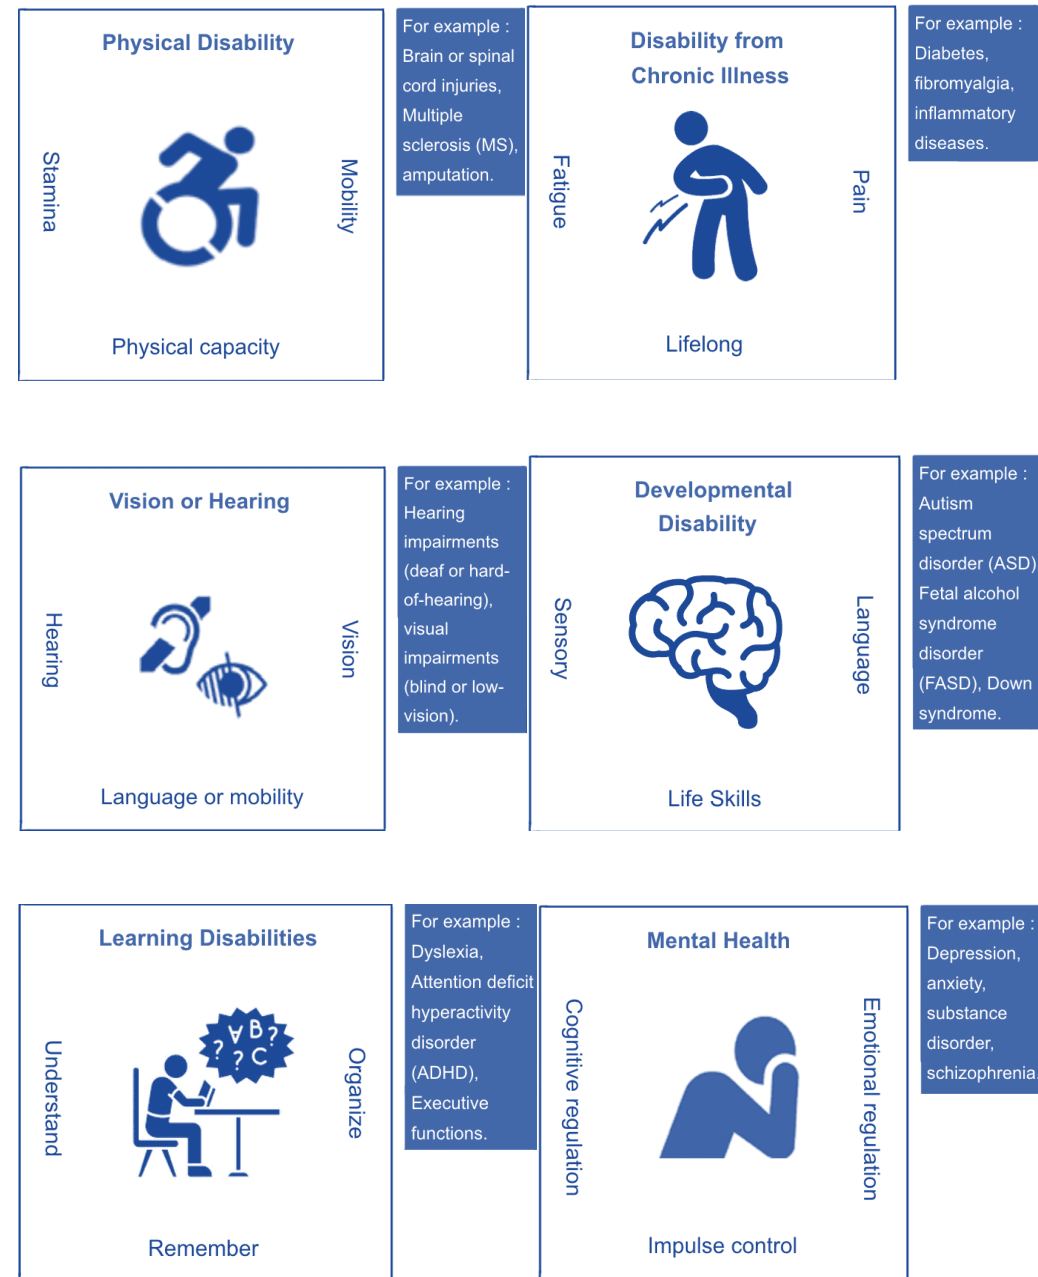 Physical Disability
Stamina
Mobility
Physical capacity
For example :
Brain or spinal
cord injuries,
Multiple
sclerosis (MS),
amputation.
Disability from
Chronic Illness
Fatigue
Pain
Lifelong
For example :
Diabetes,
fibromyalgia,
inflammatory
diseases.
Vision or Hearing
Hearing
Vision
Language or mobility
For example :
Hearing
impairments
(deaf or hard-
of-hearing),
visual
impairments
(blind or low-
vision).
Developmental
Disability
Sensory
Language
Life Skills
For example :
Autism
spectrum
disorder (ASD)
Fetal alcohol
syndrome
disorder
(FASD), Down
syndrome.
Learning Disabilities
Understand
A B ?
? ? C
Organize
Remember
For example :
Dyslexia,
Attention deficit
hyperactivity
disorder
(ADHD),
Executive
functions.
Mental Health
Cognitive regulation
Emotional regulation
Impulse control
For example :
Depression,
anxiety,
substance
disorder,
schizophrenia.